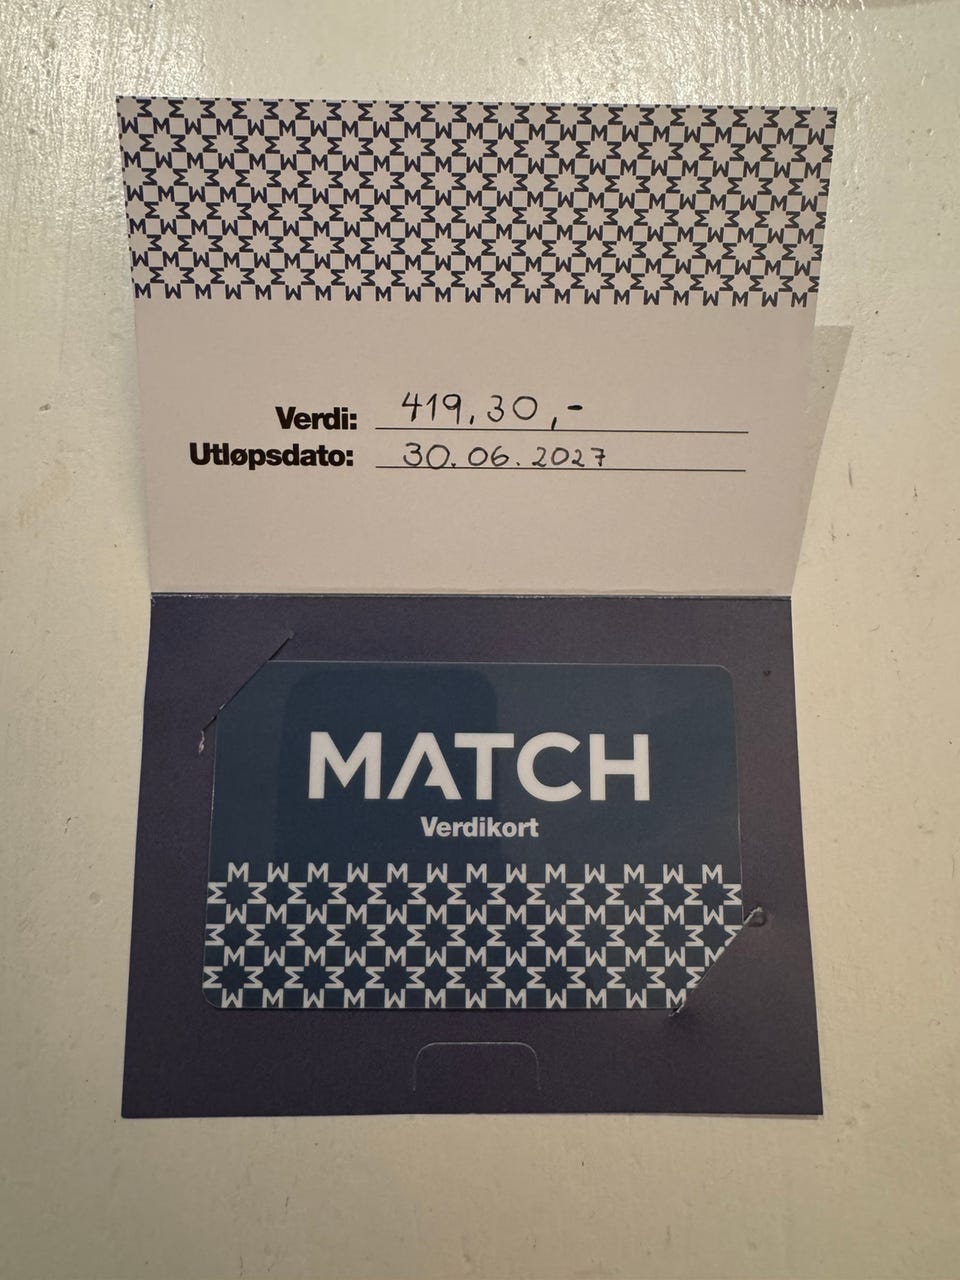 Verdi: 419,30,-
Utløpsdato: 30.06.2027
MATCH
Verdikort